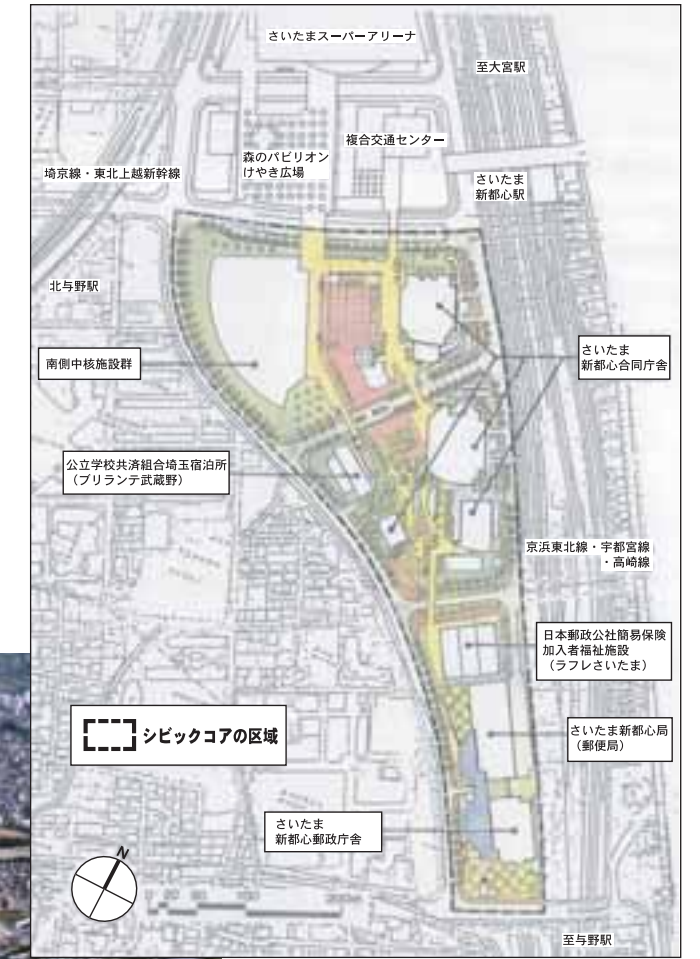 さいたまスーパーアリーナ
至大宮駅
複合交通センター
森のパビリオン
けやき広場
埼京線・東北上越新幹線
さいたま
新都心駅
北与野駅
南側中核施設群
さいたま
新都心合同庁舎
公立学校共済組合埼玉宿泊所
(ブリランテ武蔵野)
京浜東北線・宇都宮線
・高崎線
日本郵政公社簡易保険
加入者福祉施設
(ラフレさいたま)
シビックコアの区域
さいたま新都心局
(郵便局)
さいたま
新都心郵政庁舎
N
至与野駅